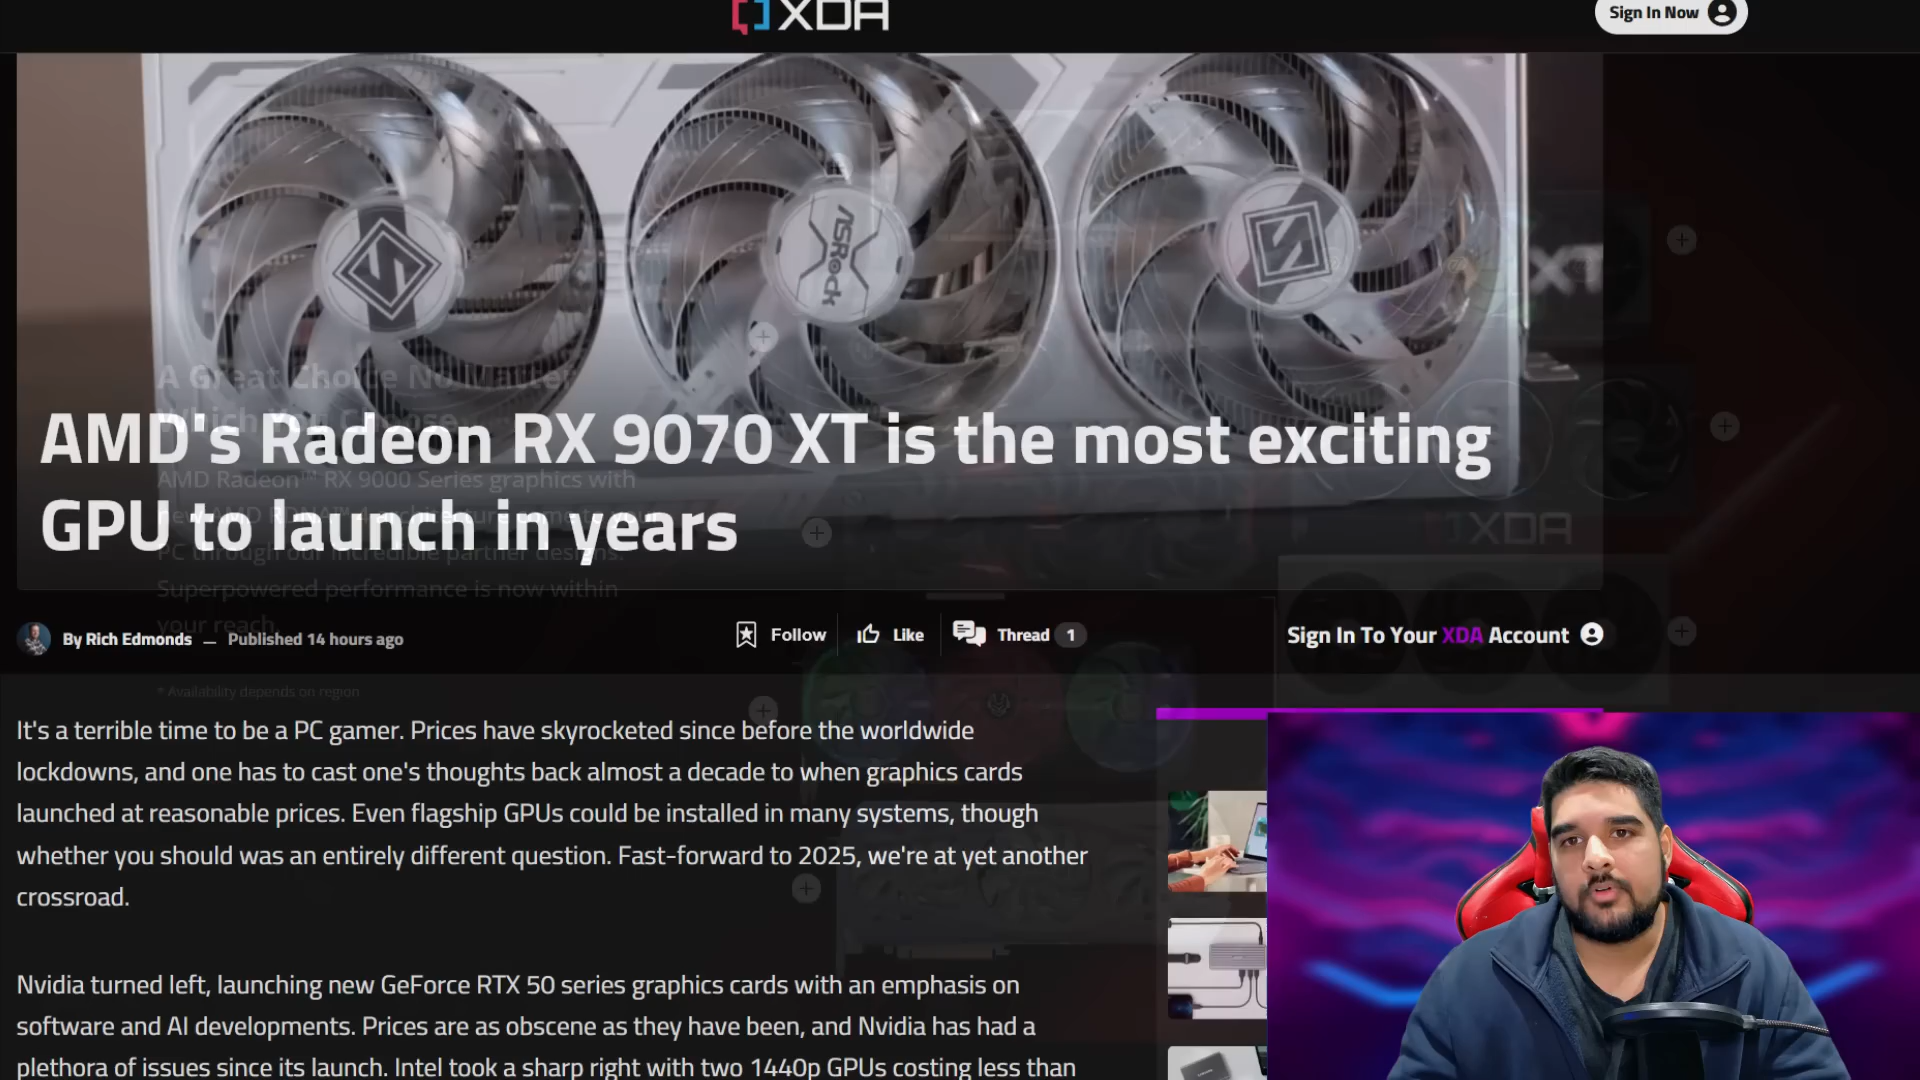 XDA
Sign In Now
ASRock
XT
A Great Choice No Matter
Which You Choose
AMD's Radeon RX 9070 XT is the most exciting
GPU to launch in years
AMD Radeon™ RX 9000 Series graphics with
new AMD RDNA™ 4 architecture come to your
PC through our incredible partner designs.
Superpowered performance is now within
your reach.
XDA
By Rich Edmonds — Published 14 hours ago
Follow
Like
Thread 1
Sign In To Your XDA Account
* Availability depends on region
It's a terrible time to be a PC gamer. Prices have skyrocketed since before the worldwide
lockdowns, and one has to cast one's thoughts back almost a decade to when graphics cards
launched at reasonable prices. Even flagship GPUs could be installed in many systems, though
whether you should was an entirely different question. Fast-forward to 2025, we're at yet another
crossroad.
Nvidia turned left, launching new GeForce RTX 50 series graphics cards with an emphasis on
software and AI developments. Prices are as obscene as they have been, and Nvidia has had a
plethora of issues since its launch. Intel took a sharp right with two 1440p GPUs costing less than